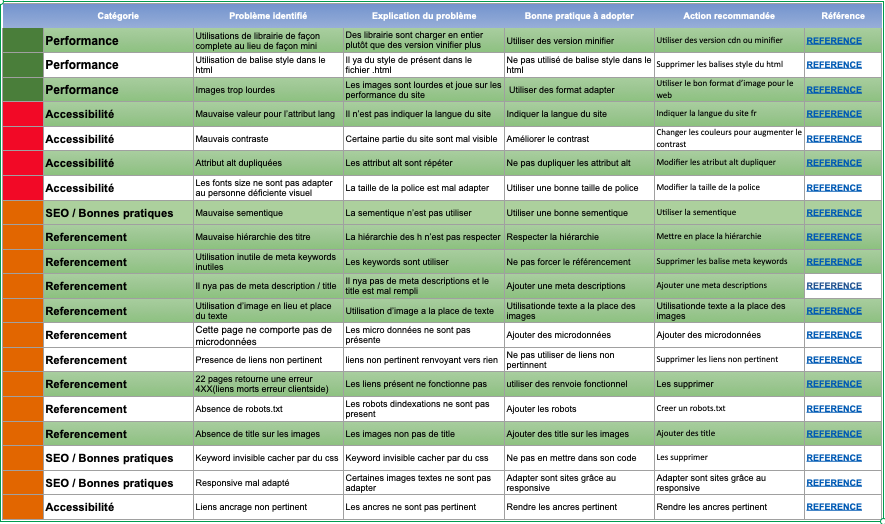 Catégorie Problème identifié Explication du problème Bonne pratique à adopter Action recommandée Référence
Performance
Utilisations de librairie de façon
complete au lieu de façon mini
Des librairie sont charger en entier
plutôt que des version vinifier plus
Utiliser des version minifier
Utiliser des version cdn ou minifier
REFERENCE
Performance
Utilisation de balise style dans le
html
Il ya du style de présent dans le
fichier .html
Ne pas utilisé de balise style dans le
html
Supprimer les balises style du html
REFERENCE
Performance
Images trop lourdes
Les images sont lourdes et joue sur les
performance du site
Utiliser des format adapter
Utiliser le bon format d'image pour le
web
REFERENCE
Accessibilité
Mauvaise valeur pour l'attribut lang
Il n'est pas indiquer la langue du site
Indiquer la langue du site
Indiquer la langue du site fr
REFERENCE
Accessibilité
Mauvais contraste
Certaine partie du site sont mal visible
Améliorer le contrast
Changer les couleurs pour augmenter le
contrast
REFERENCE
Accessibilité
Attribut alt dupliquées
Les attribut alt sont répéter
Ne pas dupliquer les attribut alt
Modifier les atribut alt dupliquer
REFERENCE
Accessibilité
Les fonts size ne sont pas adapter
au personne déficiente visuel
La taille de la police est mal adapter
Utiliser une bonne taille de police
Modifier la taille de la police
REFERENCE
SEO / Bonnes pratiques
Mauvaise sementique
La sementique n'est pas utiliser
Utiliser une bonne sementique
Utiliser la sementique
REFERENCE
Referencement
Mauvaise hiérarchie des titre
La hiérarchie des h n'est pas respecter
Respecter la hiérarchie
Mettre en place la hiérarchie
REFERENCE
Referencement
Utilisation inutile de meta keywords
inutiles
Les keywords sont utiliser
Ne pas forcer le référencement
Supprimer les balise meta keywords
REFERENCE
Referencement
Il nya pas de meta description / title
Il nya pas de meta descriptions et le
title est mal rempli
Ajouter une meta descriptions
Ajouter une meta descriptions
REFERENCE
Referencement
Utilisation d'image en lieu et place
du texte
Utilisation d'image a la place de texte
Utilisationde texte a la place des
images
Utilisationde texte a la place des
images
REFERENCE
Referencement
Cette page ne comporte pas de
microdonnées
Les micro données ne sont pas
présente
Ajouter des microdonnées
Ajouter des microdonnées
REFERENCE
Referencement
Presence de liens non pertinent
liens non pertinent renvoyant vers rien
Ne pas utiliser de liens non
pertinnent
Supprimer les liens non pertinent
REFERENCE
Referencement
22 pages retourne une erreur
4XX(liens morts erreur clientside)
Les liens présent ne fonctionne pas
utiliser des renvoie fonctionnel
Les supprimer
REFERENCE
Referencement
Absence de robots.txt
Les robots dindexations ne sont pas
present
Ajouter les robots
Creer un robots.txt
REFERENCE
Referencement
Absence de title sur les images
Les images non pas de title
Ajouter des title sur les images
Ajouter des title
REFERENCE
SEO / Bonnes pratiques
Keyword invisible cacher par du css
Keyword invisible cacher par du css
Ne pas en mettre dans son code
Les supprimer
REFERENCE
SEO / Bonnes pratiques
Responsive mal adapté
Certaines images textes ne sont pas
adapter
Adapter sont sites grâce au
responsive
Adapter sont sites grâce au
responsive
REFERENCE
Accessibilité
Liens ancrage non pertinent
Les ancres ne sont pas pertinent
Rendre les ancres pertinent
Rendre les ancres pertinent
REFERENCE